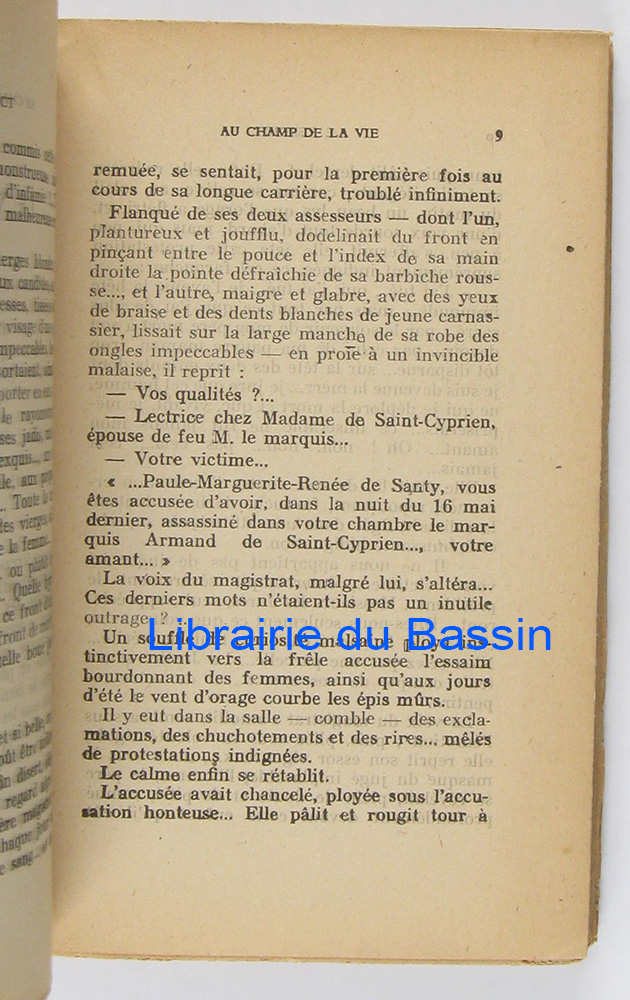 CT
commis
d'infamie
malheureuse
AU CHAMP DE LA VIE 9
remuée, se sentait, pour la première fois au
cours de sa longue carrière, troublé infiniment.
Flanqué de ses deux assesseurs — dont l'un,
plantureux et joufflu, dodelinait du front en
pinçant entre le pouce et l'index de sa main
droite la pointe défraîchie de sa barbiche rous-
se..., et l'autre, maigre et glabre, avec des yeux
de braise et des dents blanches de jeune carnas-
sier, lissait sur la large manche de sa robe des
ongles impeccables — en proie à un invincible
malaise, il reprit :
— Vos qualités ?...
— Lectrice chez Madame de Saint-Cyprien,
épouse de feu M. le marquis...
— Votre victime...
« ...Paule-Marguerite-Renée de Santy, vous
êtes accusée d'avoir, dans la nuit du 16 mai
dernier, assassiné dans votre chambre le mar-
quis Armand de Saint-Cyprien..., votre
amant... »
La voix du magistrat, malgré lui, s'altéra...
Ces derniers mots n'étaient-ils pas un inutile
outrage ?
Librairie du Bassin
Un souffle de curiosité malsaine ploya ins-
tinctivement vers la frêle accusée l'essaim
bourdonnant des femmes, ainsi qu'aux jours
d'été le vent d'orage courbe les épis mûrs.
Il y eut dans la salle — comble — des excla-
mations, des chuchotements et des rires... mêlés
de protestations indignées.
Le calme enfin se rétablit.
L'accusée avait chancelé, ployée sous l'accu-
sation honteuse... Elle pâlit et rougit tour à